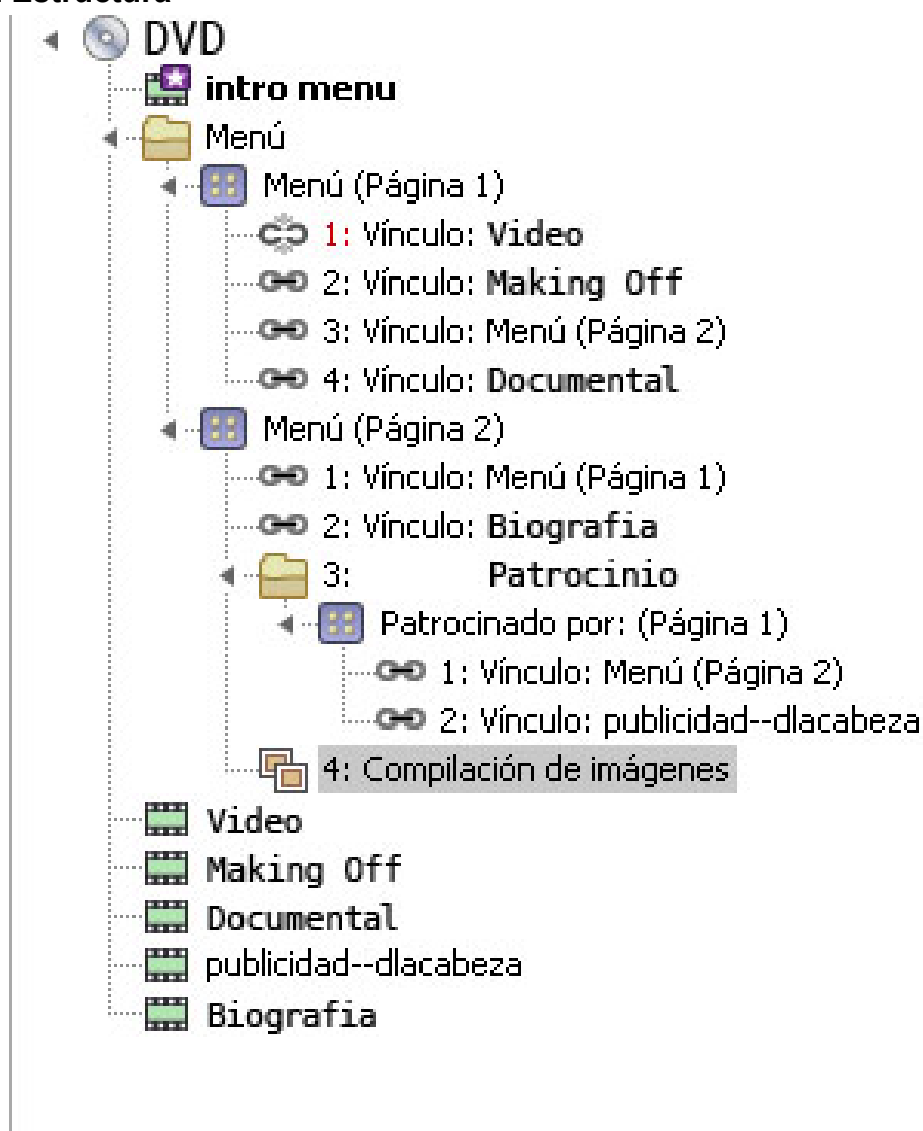 DVD
intro menu
Menú
Menú (Página 1)
1: Vínculo: Video
2: Vínculo: Making Off
3: Vínculo: Menú (Página 2)
4: Vínculo: Documental
Menú (Página 2)
1: Vínculo: Menú (Página 1)
2: Vínculo: Biografia
3: Patrocinio
Patrocinado por: (Página 1)
1: Vínculo: Menú (Página 2)
2: Vínculo: publicidad--dlacabeza
4: Compilación de imágenes
Video
Making Off
Documental
publicidad--dlacabeza
Biografia